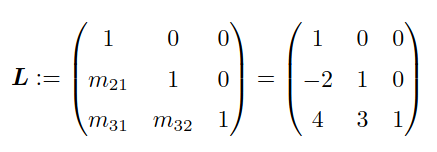 L := ( 1 0 0 ; m21 1 0 ; m31 m32 1 ) = ( 1 0 0 ; −2 1 0 ; 4 3 1 )